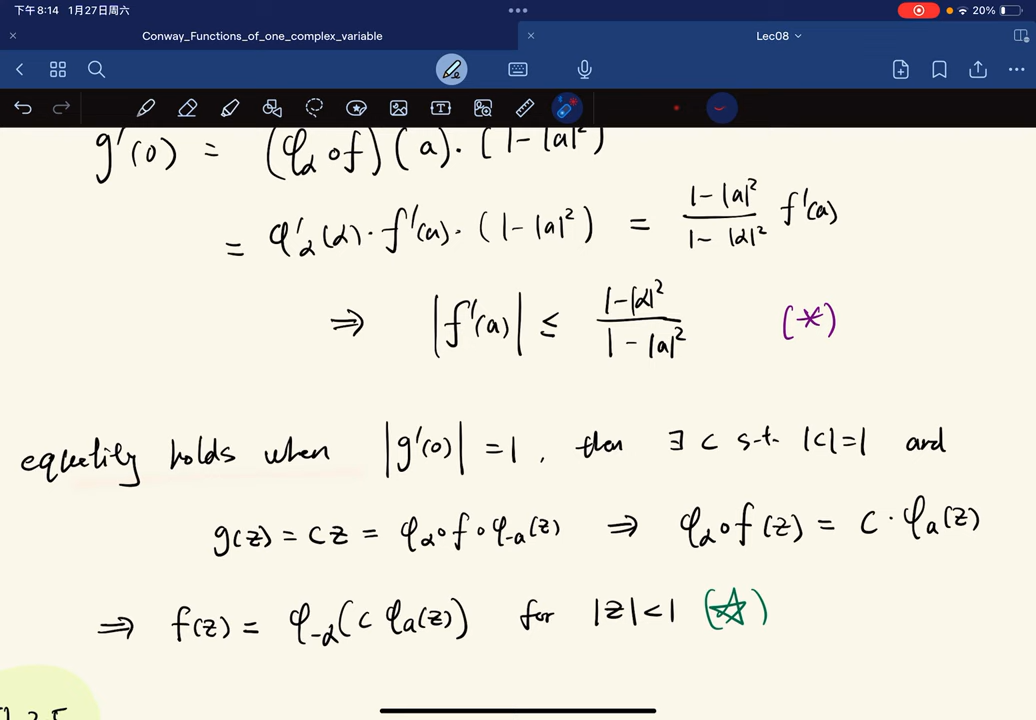 下午8:14 1月27日周六
20%
Conway_Functions_of_one_complex_variable
Lec08
g'(0) = (φ_α∘f)(a)·(1-|a|²)
= φ'_α(α)·f'(a)·(1-|a|²) = \frac{1-|a|²}{1-|α|²} f'(a)
⇒ |f'(a)| ≤ \frac{1-|α|²}{1-|a|²} (*)
equality holds when |g'(0)| = 1, then ∃ c s.t. |c|=1 and
g(z) = cz = φ_α∘f∘φ_{-a}(z) ⇒ φ_α∘f(z) = c·φ_a(z)
⇒ f(z) = φ_{-α}(c φ_a(z)) for |z|<1 (☆)